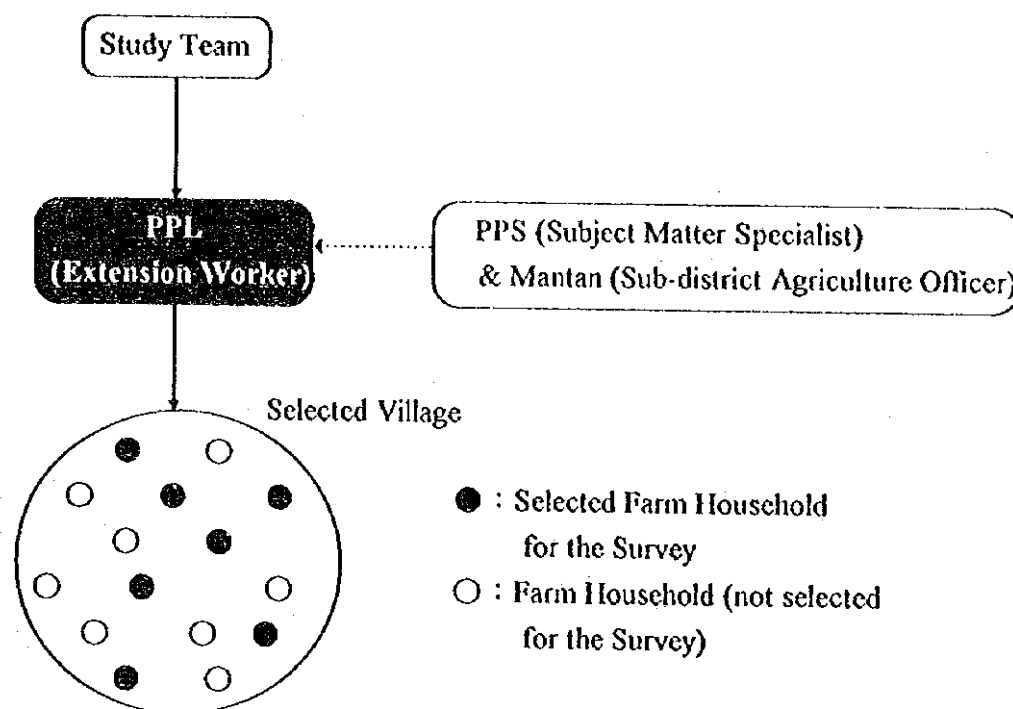 Study Team
PPL
(Extension Worker)
PPS (Subject Matter Specialist)
& Mantan (Sub-district Agriculture Officer)
Selected Village
● : Selected Farm Household
for the Survey
○ : Farm Household (not selected
for the Survey)